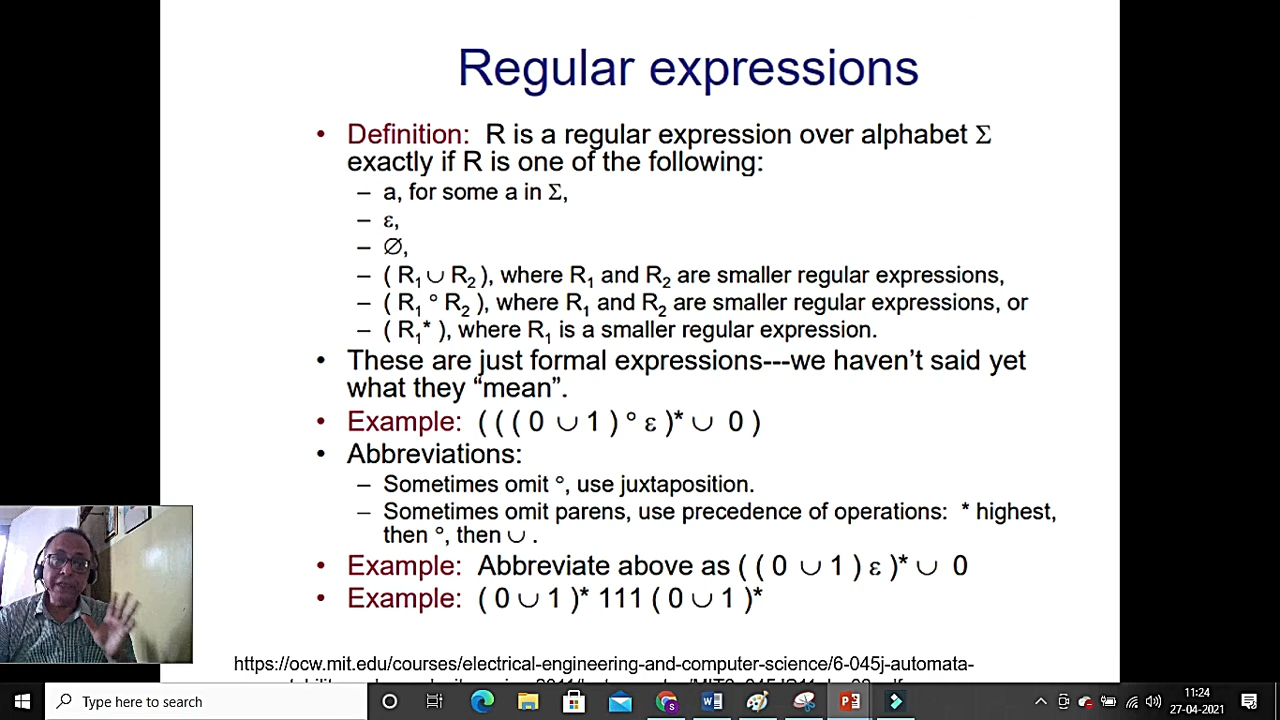 Regular expressions
• Definition: R is a regular expression over alphabet Σ
exactly if R is one of the following:
– a, for some a in Σ,
– ε,
– ∅,
– ( R₁ ∪ R₂ ), where R₁ and R₂ are smaller regular expressions,
– ( R₁ ° R₂ ), where R₁ and R₂ are smaller regular expressions, or
– ( R₁* ), where R₁ is a smaller regular expression.
• These are just formal expressions---we haven’t said yet
what they “mean”.
• Example: ( ( ( 0 ∪ 1 ) ° ε )* ∪ 0 )
• Abbreviations:
– Sometimes omit °, use juxtaposition.
– Sometimes omit parens, use precedence of operations: * highest,
then °, then ∪ .
• Example: Abbreviate above as ( ( 0 ∪ 1 ) ε )* ∪ 0
• Example: ( 0 ∪ 1 )* 111 ( 0 ∪ 1 )*
https://ocw.mit.edu/courses/electrical-engineering-and-computer-science/6-045j-automata-
Type here to search
11:24
27-04-2021